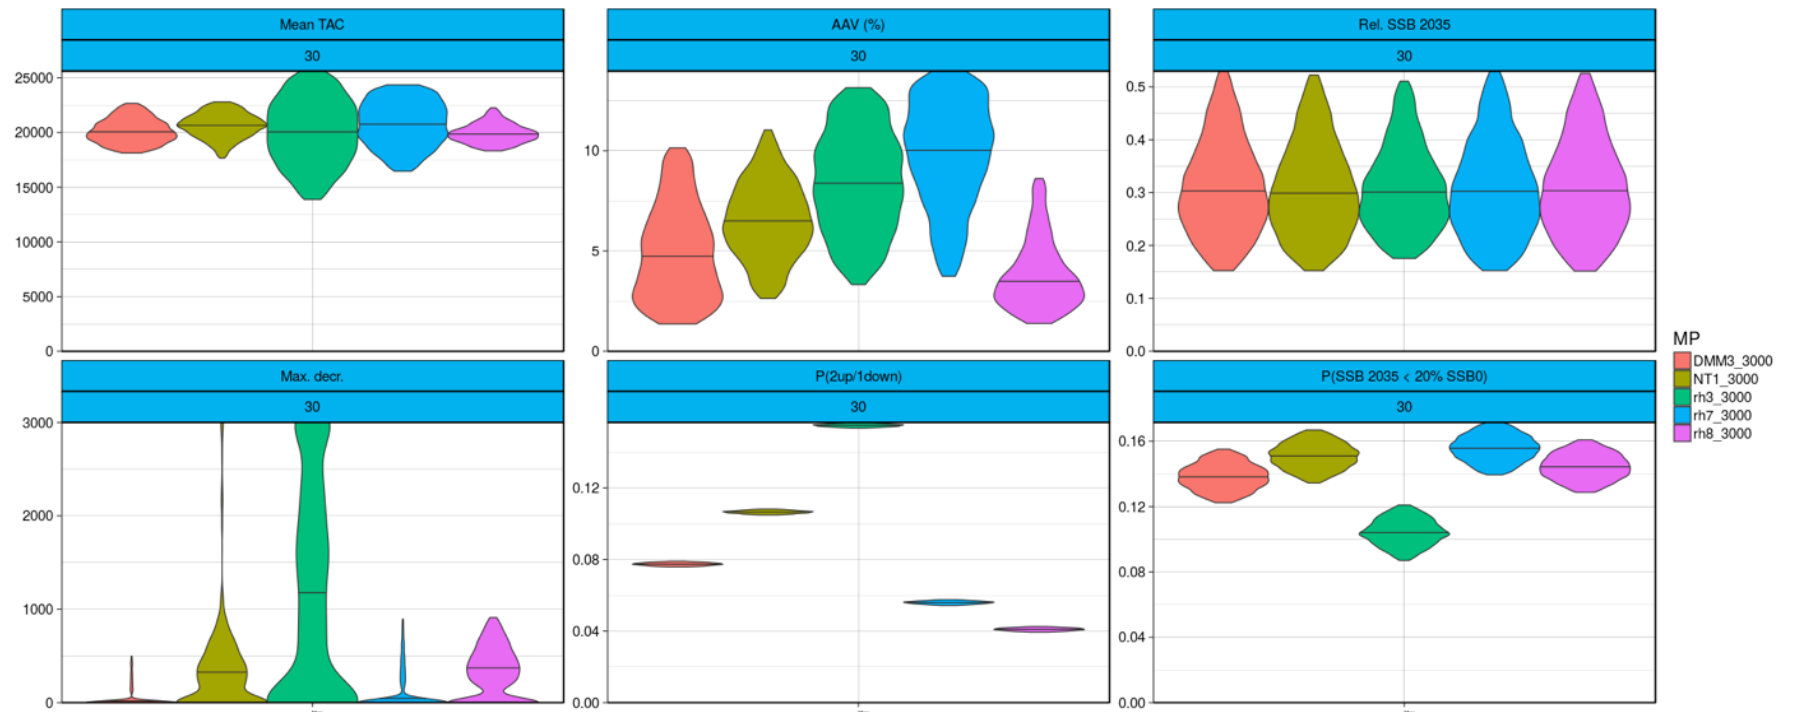 Mean TAC
30
25000
20000
15000
10000
5000
0
AAV (%)
30
10
5
0
Rel. SSB 2035
30
0.5
0.4
0.3
0.2
0.1
0.0
Max. decr.
30
3000
2000
1000
0
P(2up/1down)
30
0.12
0.08
0.04
0.00
P(SSB 2035 < 20% SSB0)
30
0.16
0.12
0.08
0.04
0.00
MP
DMM3_3000
NT1_3000
rh3_3000
rh7_3000
rh8_3000